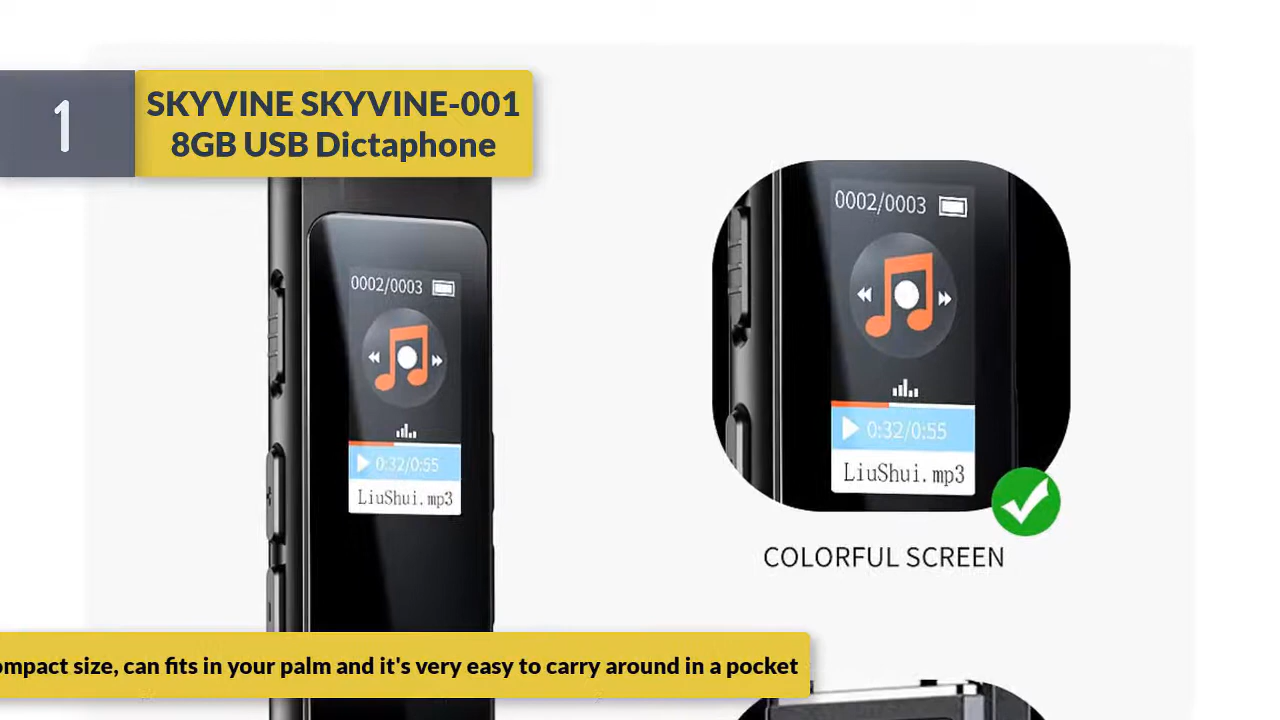 1
SKYVINE SKYVINE-001
8GB USB Dictaphone
0002/0003
0:32/0:55
LiuShui.mp3
0002/0003
0:32/0:55
LiuShui.mp3
COLORFUL SCREEN
size, can fits in your palm and it's very easy to carry around in a pocket